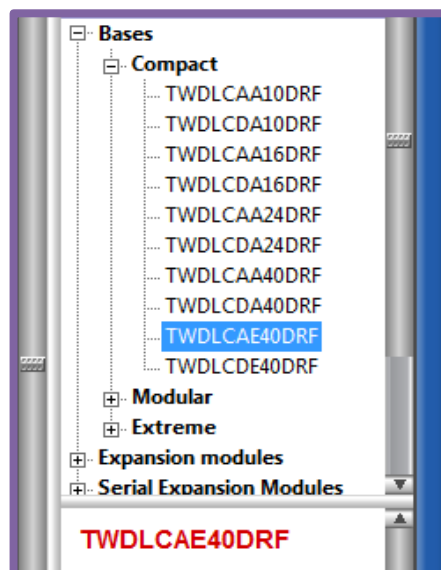 Bases
Compact
TWDLCAA10DRF
TWDLCDA10DRF
TWDLCAA16DRF
TWDLCDA16DRF
TWDLCAA24DRF
TWDLCDA24DRF
TWDLCAA40DRF
TWDLCDA40DRF
TWDLCAE40DRF
TWDLCDE40DRF
Modular
Extreme
Expansion modules
Serial Expansion Modules
TWDLCAE40DRF